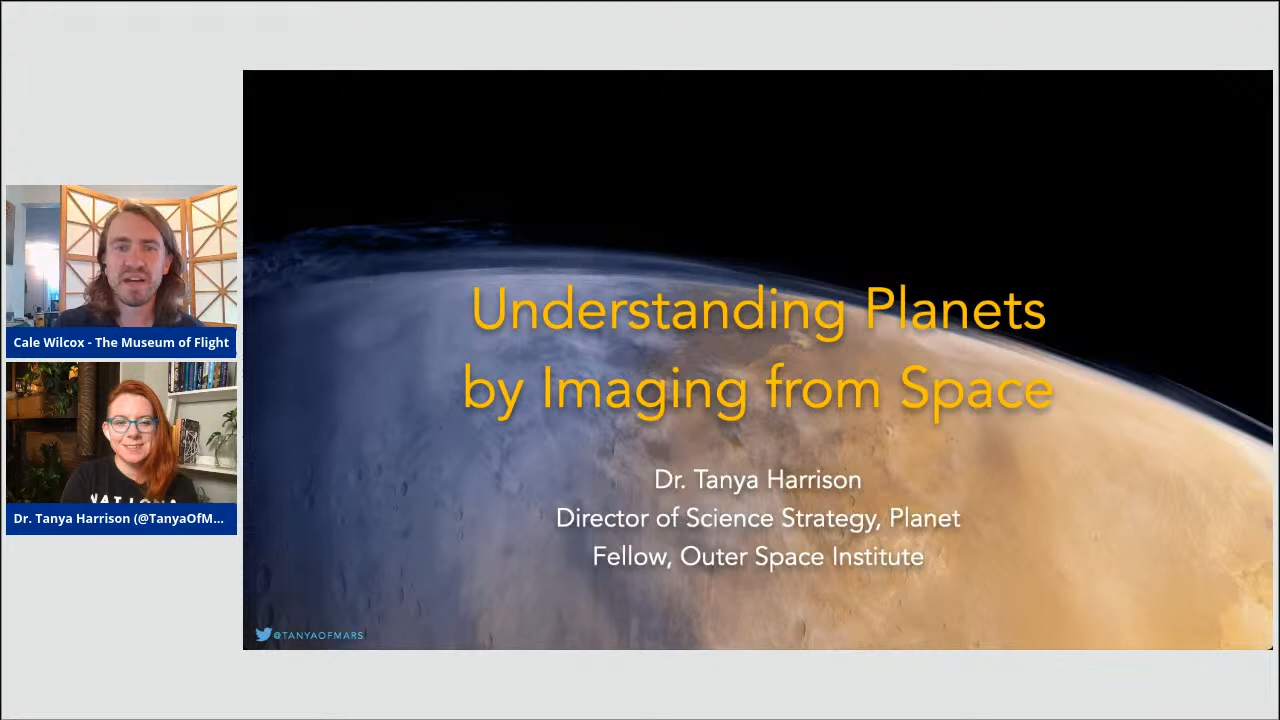 Cale Wilcox - The Museum of Flight
NATIONA
Dr. Tanya Harrison (@TanyaOfM...
Understanding Planets
by Imaging from Space
Dr. Tanya Harrison
Director of Science Strategy, Planet
Fellow, Outer Space Institute
@TANYAOFMARS